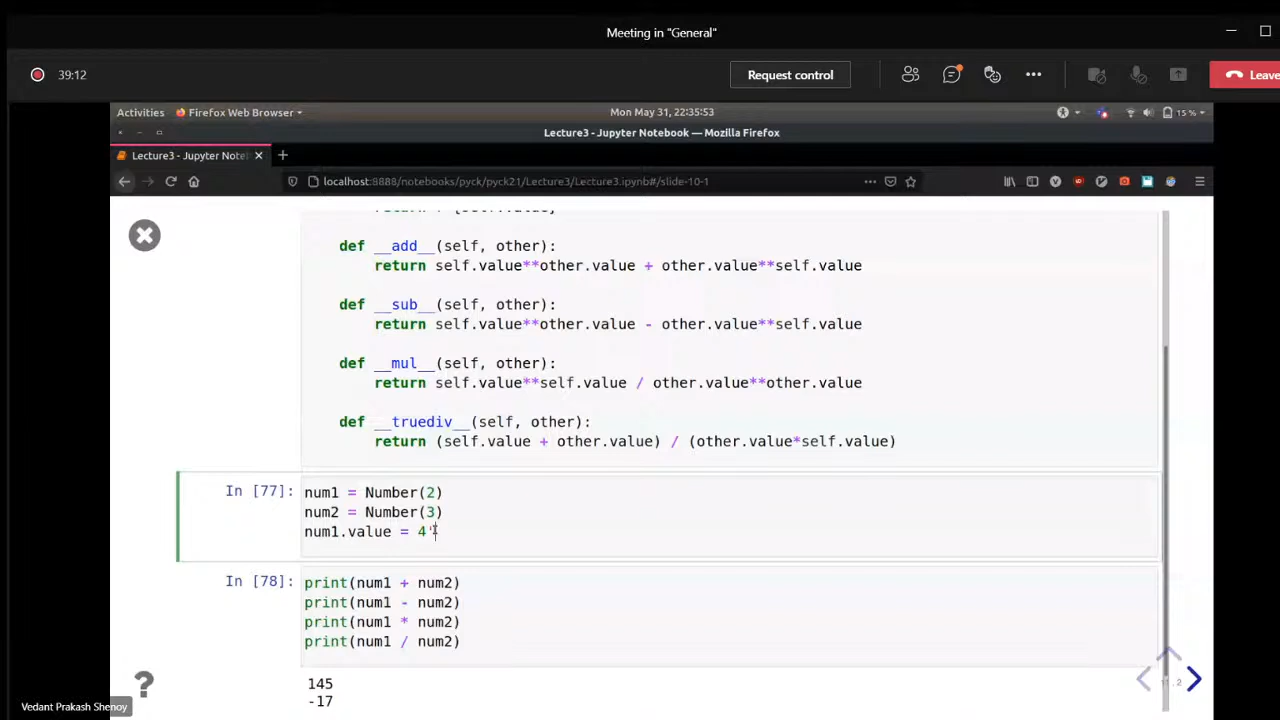 Meeting in "General"
39:12
Request control
Leave
Activities
Firefox Web Browser
Mon May 31, 22:35:53
15 %
Lecture3 - Jupyter Notebook — Mozilla Firefox
Lecture3 - Jupyter Note
localhost:8888/notebooks/pyck/pyck21/Lecture3/Lecture3.ipynb#/slide-10-1
def __add__(self, other):
return self.value**other.value + other.value**self.value
def __sub__(self, other):
return self.value**other.value - other.value**self.value
def __mul__(self, other):
return self.value**self.value / other.value**other.value
def __truediv__(self, other):
return (self.value + other.value) / (other.value*self.value)
In [77]:
num1 = Number(2)
num2 = Number(3)
num1.value = 4
In [78]:
print(num1 + num2)
print(num1 - num2)
print(num1 * num2)
print(num1 / num2)
145
-17
?
11.2
Vedant Prakash Shenoy